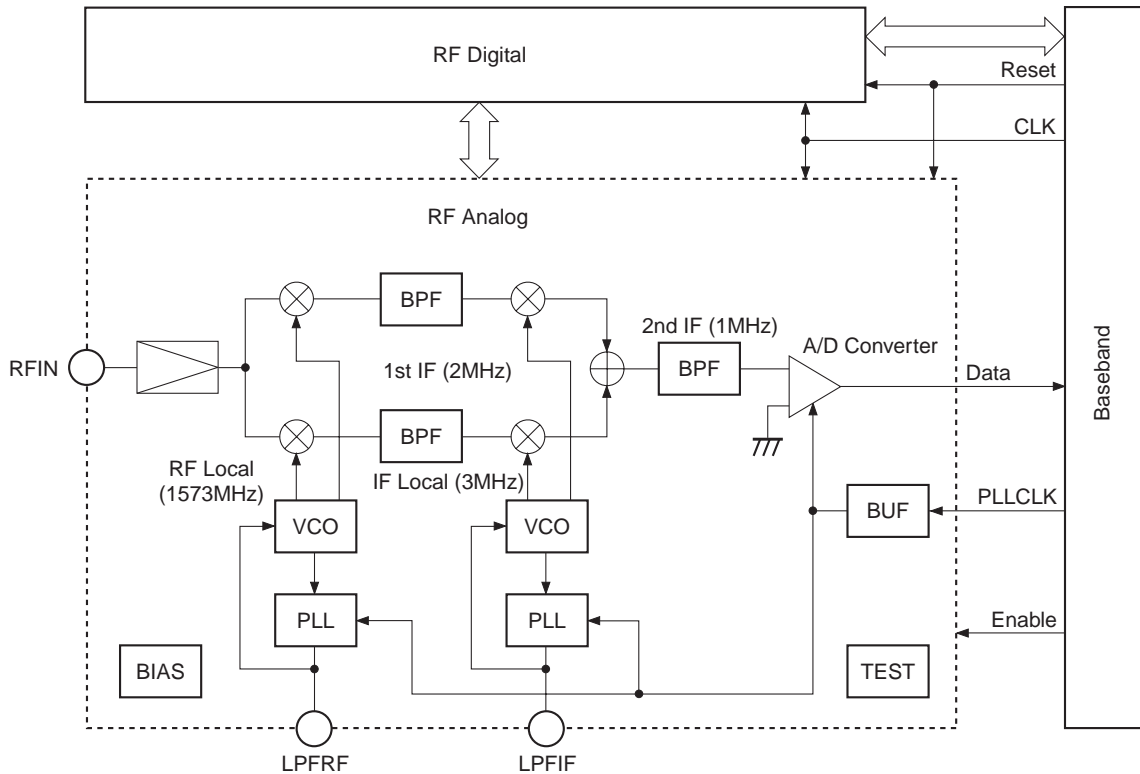 RF Digital
Reset
CLK
RF Analog
BPF
2nd IF (1MHz)
A/D Converter
RFIN
1st IF (2MHz)
BPF
Data
Baseband
BPF
RF Local
(1573MHz)
IF Local (3MHz)
VCO
VCO
BUF
PLLCLK
PLL
PLL
Enable
BIAS
TEST
LPFRF
LPFIF